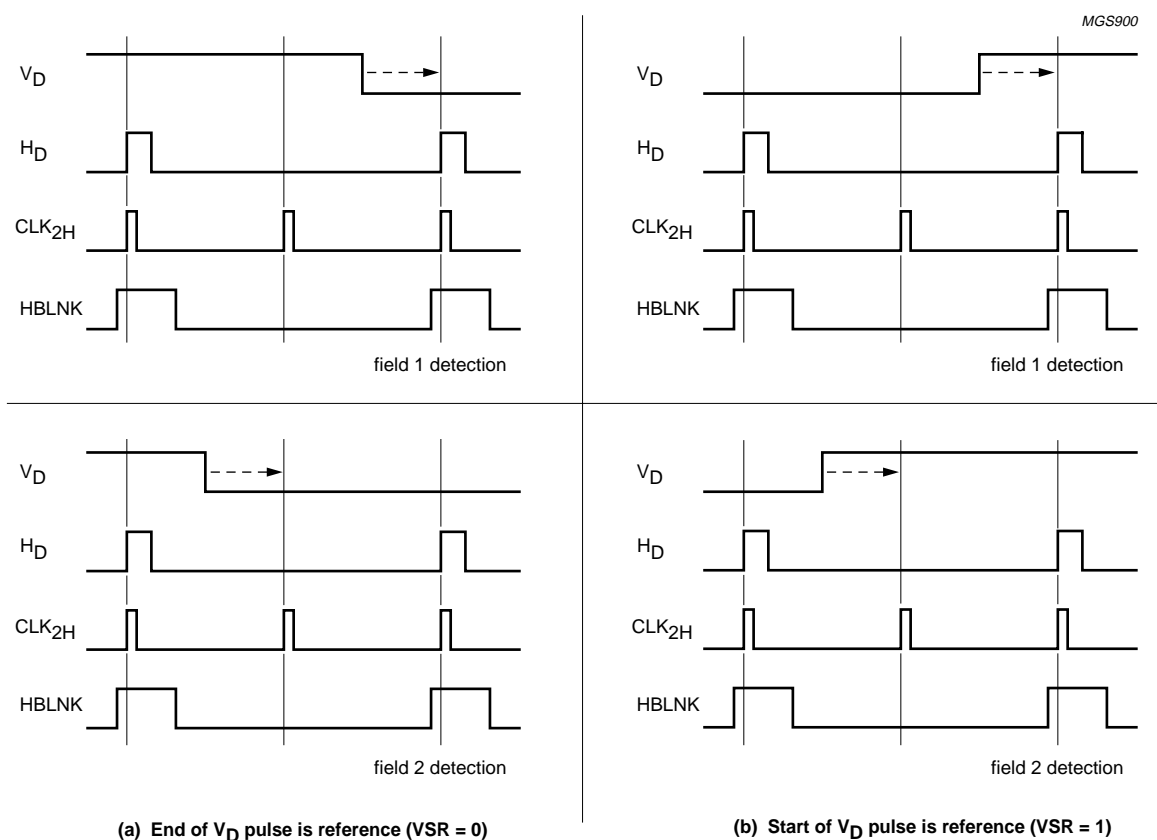 MGS900
VD
HD
CLK2H
HBLNK
field 1 detection
VD
HD
CLK2H
HBLNK
field 1 detection
VD
HD
CLK2H
HBLNK
field 2 detection
VD
HD
CLK2H
HBLNK
field 2 detection
(a) End of VD pulse is reference (VSR = 0)
(b) Start of VD pulse is reference (VSR = 1)